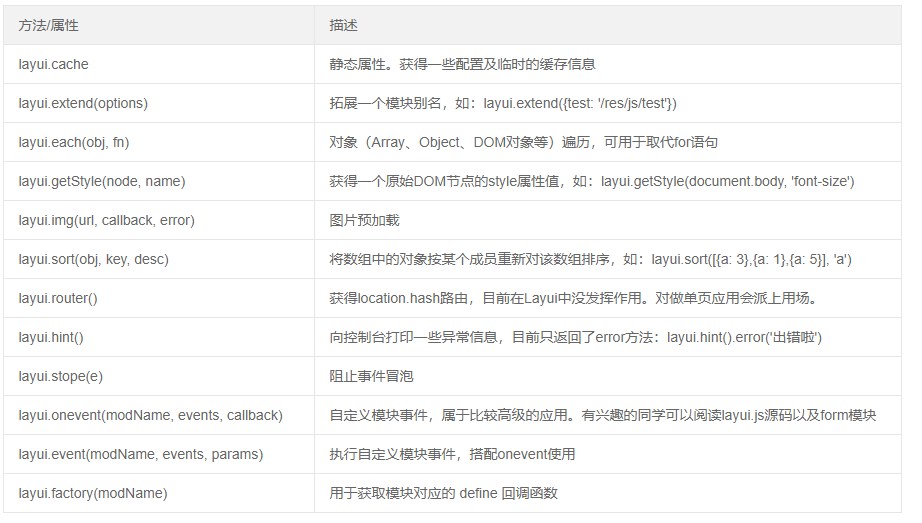 方法/属性 描述
layui.cache 静态属性。获得一些配置及临时的缓存信息
layui.extend(options) 拓展一个模块别名，如：layui.extend({test: '/res/js/test'})
layui.each(obj, fn) 对象（Array、Object、DOM对象等）遍历，可用于取代for语句
layui.getStyle(node, name) 获得一个原始DOM节点的style属性值，如：layui.getStyle(document.body, 'font-size')
layui.img(url, callback, error) 图片预加载
layui.sort(obj, key, desc) 将数组中的对象按某个成员重新对该数组排序，如：layui.sort([{a: 3},{a: 1},{a: 5}], 'a')
layui.router() 获得location.hash路由，目前在Layui中没发挥作用。对做单页应用会派上用场。
layui.hint() 向控制台打印一些异常信息，目前只返回了error方法：layui.hint().error('出错啦')
layui.stope(e) 阻止事件冒泡
layui.onevent(modName, events, callback) 自定义模块事件，属于比较高级的应用。有兴趣的同学可以阅读layui.js源码以及form模块
layui.event(modName, events, params) 执行自定义模块事件，搭配onevent使用
layui.factory(modName) 用于获取模块对应的 define 回调函数